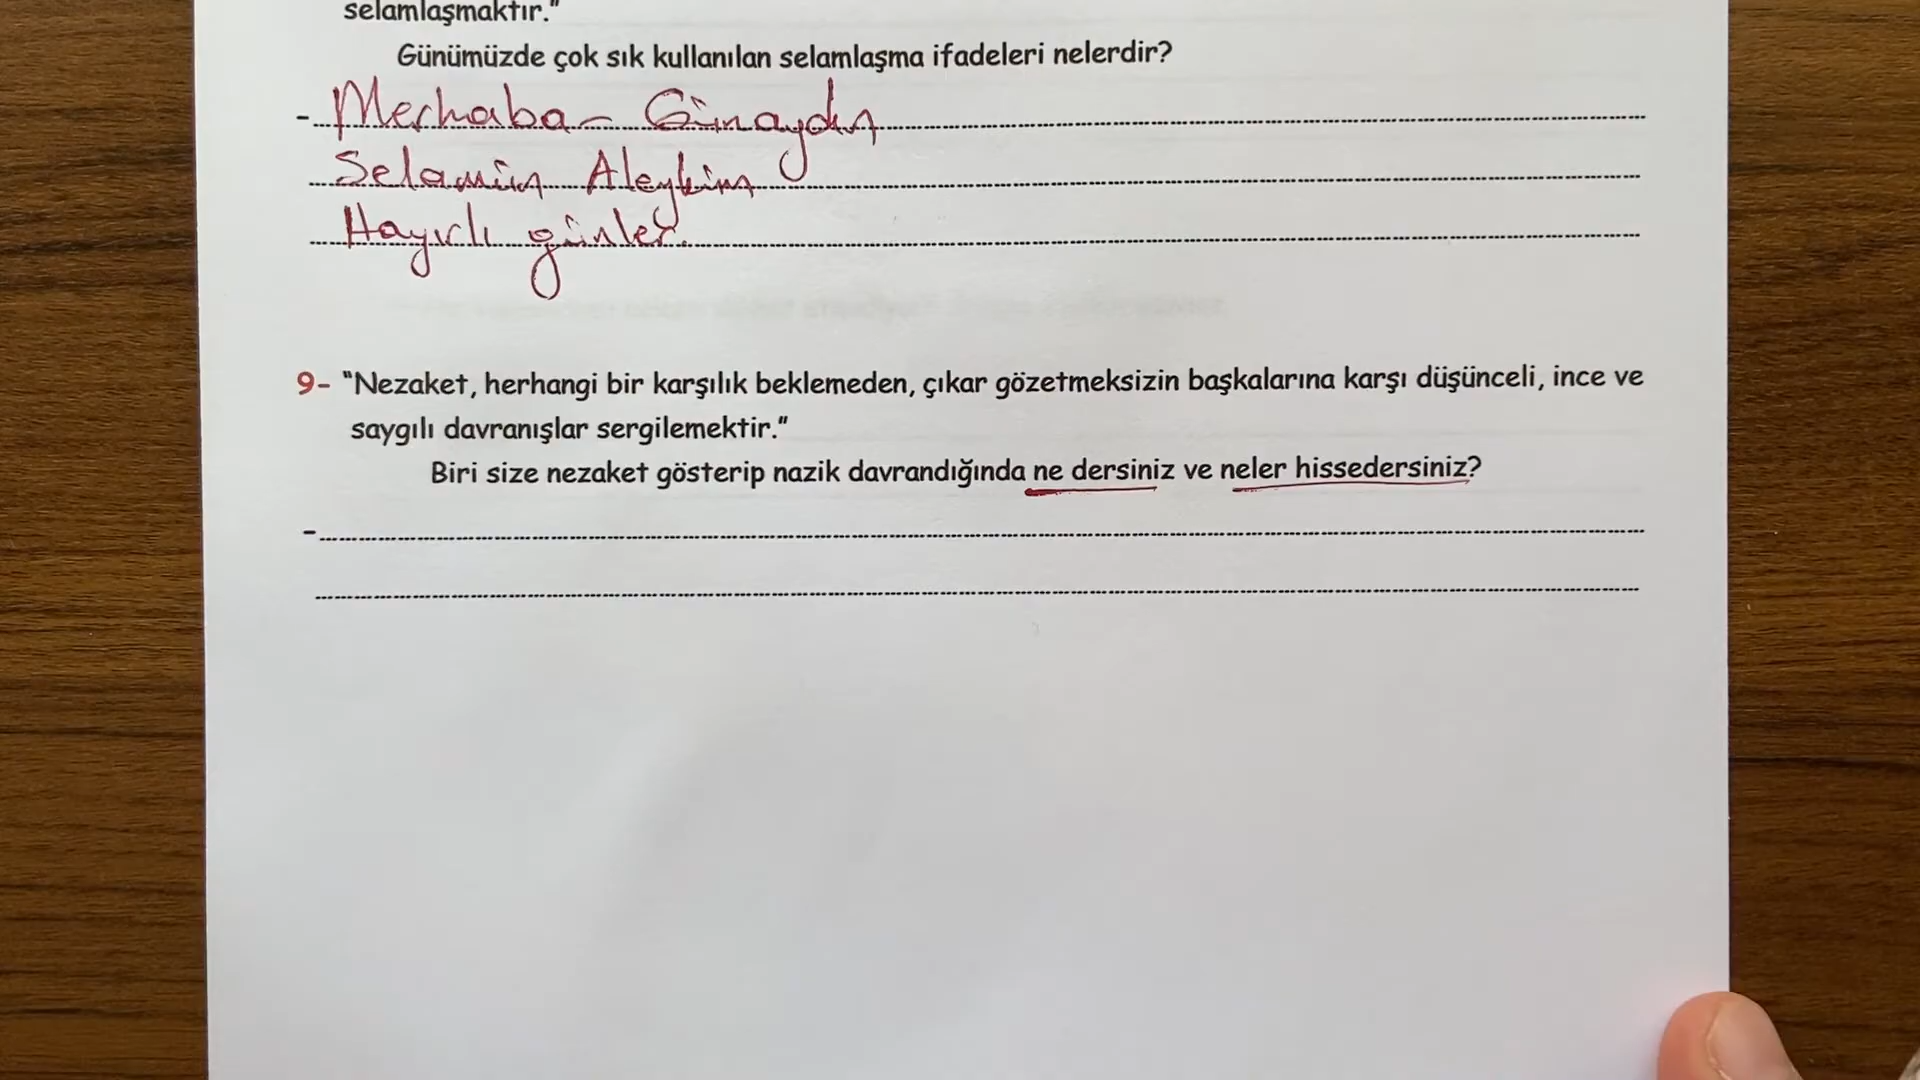 selamlaşmaktır."
Günümüzde çok sık kullanılan selamlaşma ifadeleri nelerdir?
- Merhaba - Günaydın
Selamün Aleyküm
Hayırlı günler.
9- "Nezaket, herhangi bir karşılık beklemeden, çıkar gözetmeksizin başkalarına karşı düşünceli, ince ve
saygılı davranışlar sergilemektir."
Biri size nezaket gösterip nazik davrandığında ne dersiniz ve neler hissedersiniz?
-